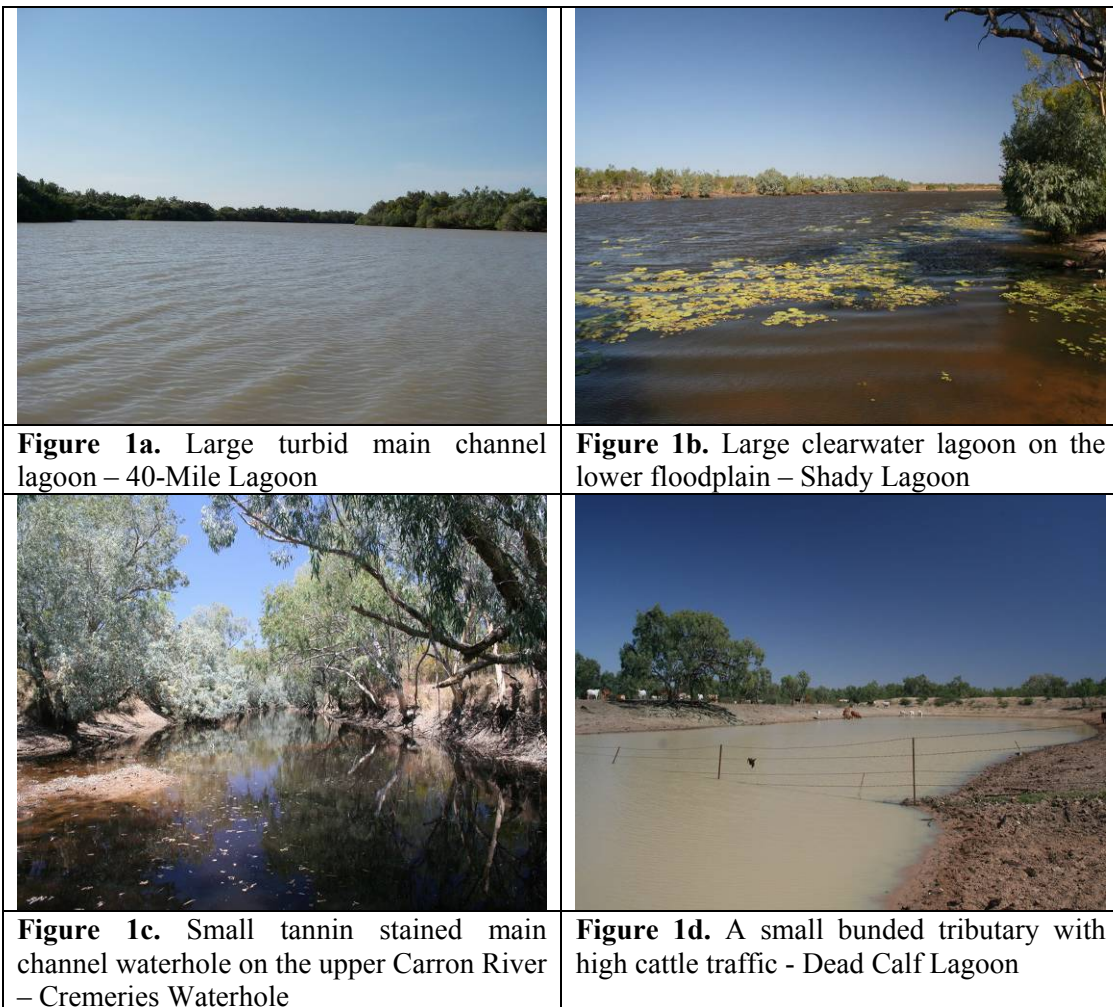 Figure 1a. Large turbid main channel
lagoon – 40-Mile Lagoon
Figure 1b. Large clearwater lagoon on the
lower floodplain – Shady Lagoon
Figure 1c. Small tannin stained main
channel waterhole on the upper Carron River
– Cremeries Waterhole
Figure 1d. A small bunded tributary with
high cattle traffic - Dead Calf Lagoon